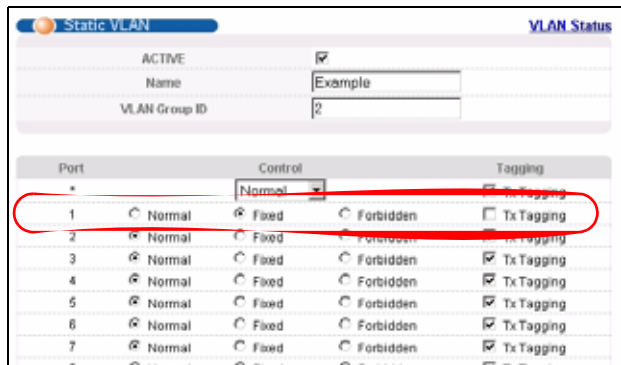 Static VLAN VLAN Status
ACTIVE
Name Example
VLAN Group ID 2
Port Control Tagging
* Normal Tx Tagging
1 Normal Fixed Forbidden Tx Tagging
2 Normal Fixed Forbidden Tx Tagging
3 Normal Fixed Forbidden Tx Tagging
4 Normal Fixed Forbidden Tx Tagging
5 Normal Fixed Forbidden Tx Tagging
6 Normal Fixed Forbidden Tx Tagging
7 Normal Fixed Forbidden Tx Tagging